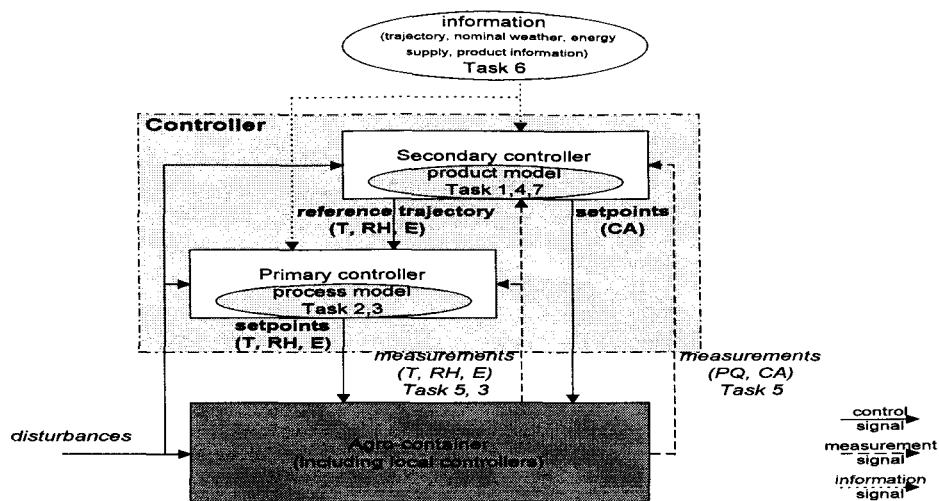 information
(trajectory, nominal weather, energy
supply, product information)
Task 6
Controller
Secondary controller
product model
Task 1,4,7
reference trajectory
(T, RH, E)
setpoints
(CA)
Primary controller
process model
Task 2,3
setpoints
(T, RH, E)
measurements
(T, RH, E)
Task 5, 3
measurements
(PQ, CA)
Task 5
disturbances
Agro-container
(including local controllers)
control
signal
measurement
signal
information
signal